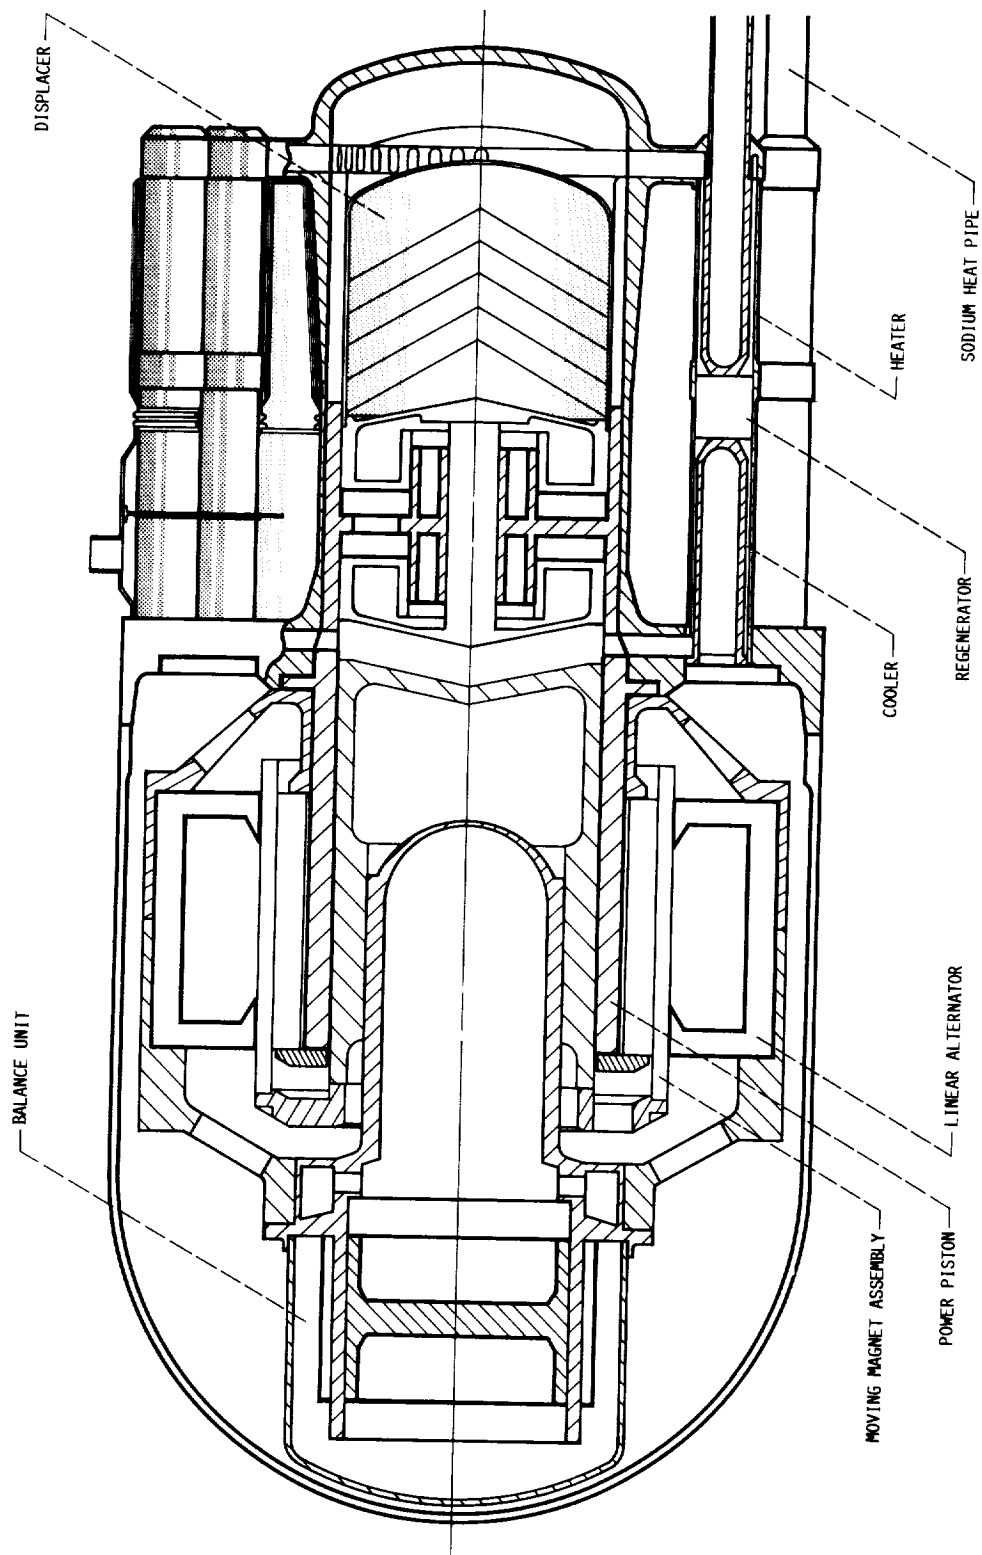 DISPLACER
SODIUM HEAT PIPE
HEATER
REGENERATOR
COOLER
BALANCE UNIT
LINEAR ALTERNATOR
POWER PISTON
MOVING MAGNET ASSEMBLY